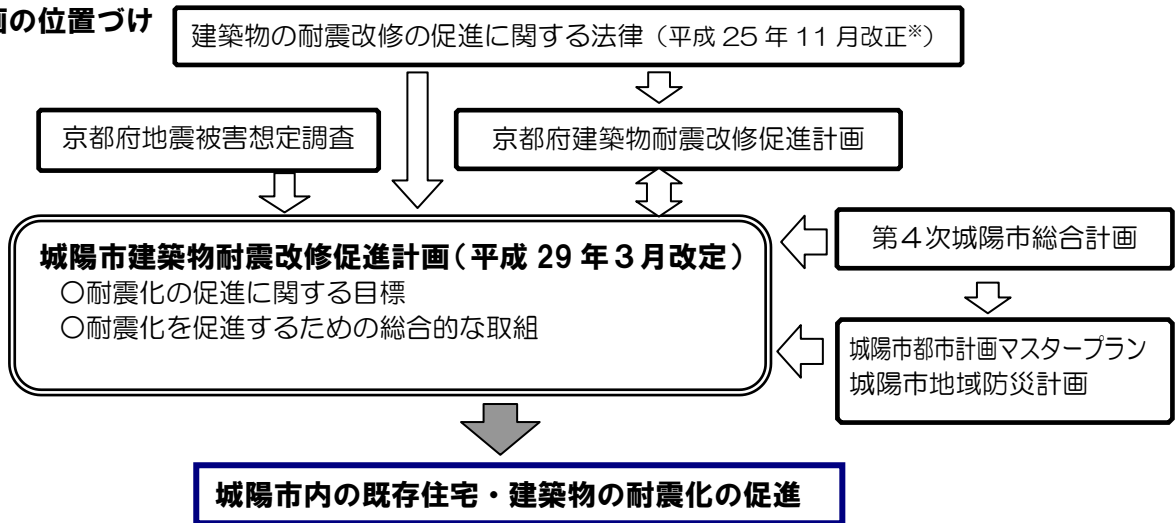 の位置づけ
建築物の耐震改修の促進に関する法律（平成 25 年 11 月改正※）
京都府地震被害想定調査
京都府建築物耐震改修促進計画
城陽市建築物耐震改修促進計画（平成 29 年３月改定）
○耐震化の促進に関する目標
○耐震化を促進するための総合的な取組
第４次城陽市総合計画
城陽市都市計画マスタープラン
城陽市地域防災計画
城陽市内の既存住宅・建築物の耐震化の促進